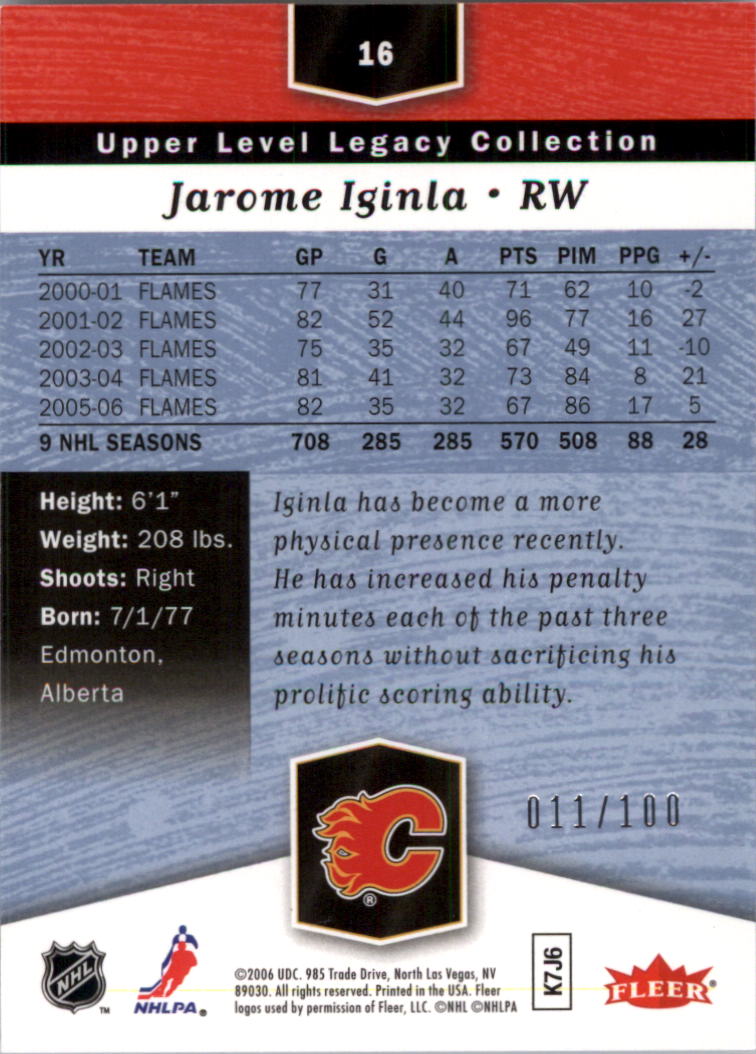 16
Upper Level Legacy Collection
Jarome Iginla • RW
YR TEAM GP G A PTS PIM PPG +/-
2000-01 FLAMES 77 31 40 71 62 10 -2
2001-02 FLAMES 82 52 44 96 77 16 27
2002-03 FLAMES 75 35 32 67 49 11 -10
2003-04 FLAMES 81 41 32 73 84 8 21
2005-06 FLAMES 82 35 32 67 86 17 5
9 NHL SEASONS 708 285 285 570 508 88 28
Height: 6'1"
Weight: 208 lbs.
Shoots: Right
Born: 7/1/77
Edmonton,
Alberta
Iginla has become a more
physical presence recently.
He has increased his penalty
minutes each of the past three
seasons without sacrificing his
prolific scoring ability.
011/100
C
®
NHL
TM
NHLPA®
©2006 UDC. 985 Trade Drive, North Las Vegas, NV
89030. All rights reserved. Printed in the USA. Fleer
logos used by permission of Fleer, LLC. ©NHL ©NHLPA
K7J6
FLEER®